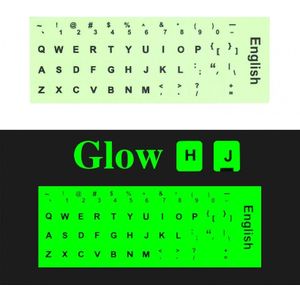 ~ ! @ # $ % ^ & * ( ) _ +
1 2 3 4 5 6 7 8 9 0
Q W E R T Y U I O P { [ } ]
A S D F G H J K L : ; " ,
Z X C V B N M < , > . ? /
English
Glow H J
~ ! @ # $ % ^ & * ( )
1 2 3 4 5 6 7 8 9 0
Q W E R T Y U I O P { [ } ]
A S D F G H J K L : ; " ,
Z X C V B N M < , > . ? /
English